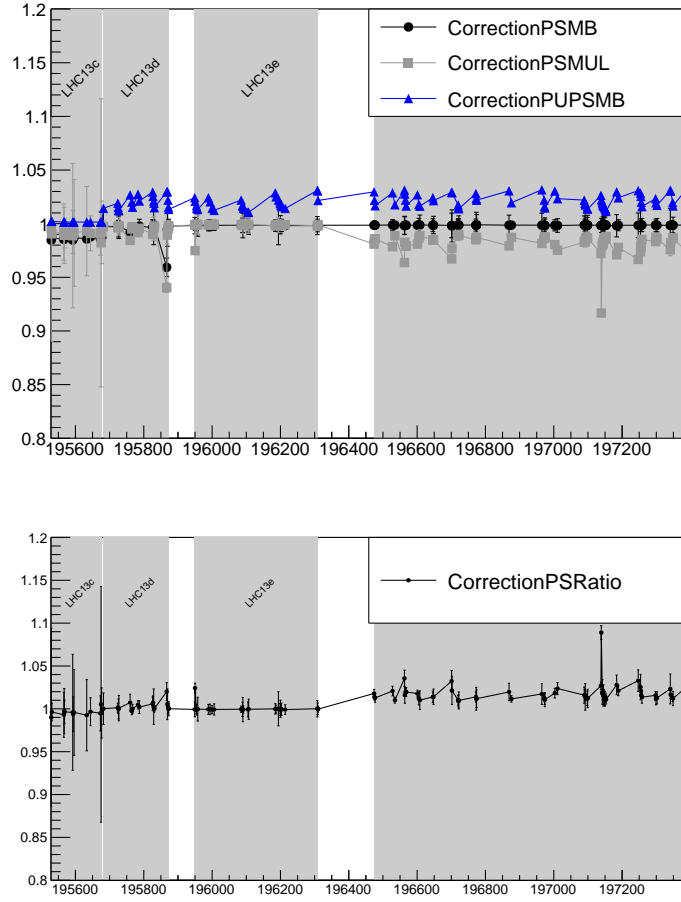 1.2
CorrectionPSMB
1.15
LHC13c
LHC13d
LHC13e
CorrectionPSMUL
CorrectionPUPSMB
1.1
1.05
1
0.95
0.9
0.85
0.8
195600 195800 196000 196200 196400 196600 196800 197000 197200
1.2
CorrectionPSRatio
1.15
LHC13c
LHC13d
LHC13e
1.1
1.05
1
0.95
0.9
0.85
0.8
195600 195800 196000 196200 196400 196600 196800 197000 197200